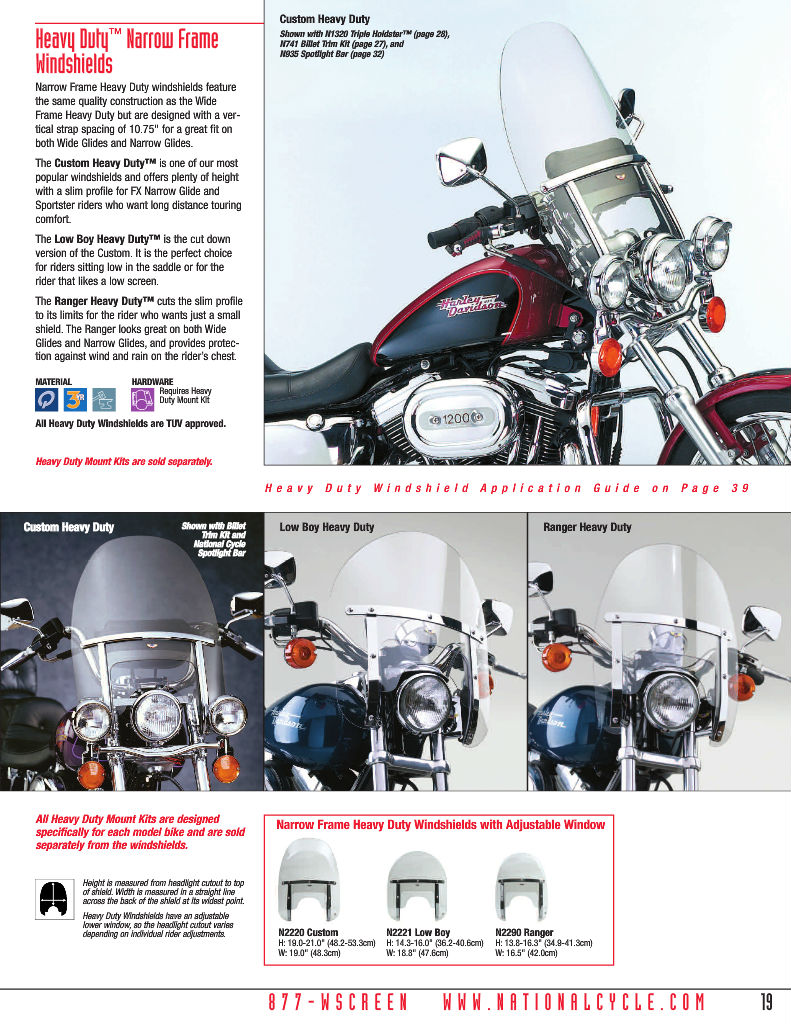 Heavy Duty™ Narrow Frame
Windshields
Narrow Frame Heavy Duty windshields feature
the same quality construction as the Wide
Frame Heavy Duty but are designed with a ver-
tical strap spacing of 10.75" for a great fit on
both Wide Glides and Narrow Glides.
The Custom Heavy Duty™ is one of our most
popular windshields and offers plenty of height
with a slim profile for FX Narrow Glide and
Sportster riders who want long distance touring
comfort.
The Low Boy Heavy Duty™ is the cut down
version of the Custom. It is the perfect choice
for riders sitting low in the saddle or for the
rider that likes a low screen.
The Ranger Heavy Duty™ cuts the slim profile
to its limits for the rider who wants just a small
shield. The Ranger looks great on both Wide
Glides and Narrow Glides, and provides protec-
tion against wind and rain on the rider's chest.
MATERIAL
Q
3YR
HARDWARE
Requires Heavy
Duty Mount Kit
All Heavy Duty Windshields are TUV approved.
Heavy Duty Mount Kits are sold separately.
Custom Heavy Duty
Shown with N1320 Triple Holdster™ (page 28),
N741 Billet Trim Kit (page 27), and
N935 Spotlight Bar (page 32)
Harley-
Davidson
1200
Heavy Duty Windshield Application Guide on Page 39
Custom Heavy Duty
Shown with Billet
Trim Kit and
National Cycle
Spotlight Bar
Low Boy Heavy Duty
Ranger Heavy Duty
All Heavy Duty Mount Kits are designed
specifically for each model bike and are sold
separately from the windshields.
Height is measured from headlight cutout to top
of shield. Width is measured in a straight line
across the back of the shield at its widest point.
Heavy Duty Windshields have an adjustable
lower window, so the headlight cutout varies
depending on individual rider adjustments.
Narrow Frame Heavy Duty Windshields with Adjustable Window
N2220 Custom
H: 19.0-21.0" (48.2-53.3cm)
W: 19.0" (48.3cm)
N2221 Low Boy
H: 14.3-16.0" (36.2-40.6cm)
W: 18.8" (47.6cm)
N2290 Ranger
H: 13.8-16.3" (34.9-41.3cm)
W: 16.5" (42.0cm)
877-WSCREEN WWW.NATIONALCYCLE.COM
19